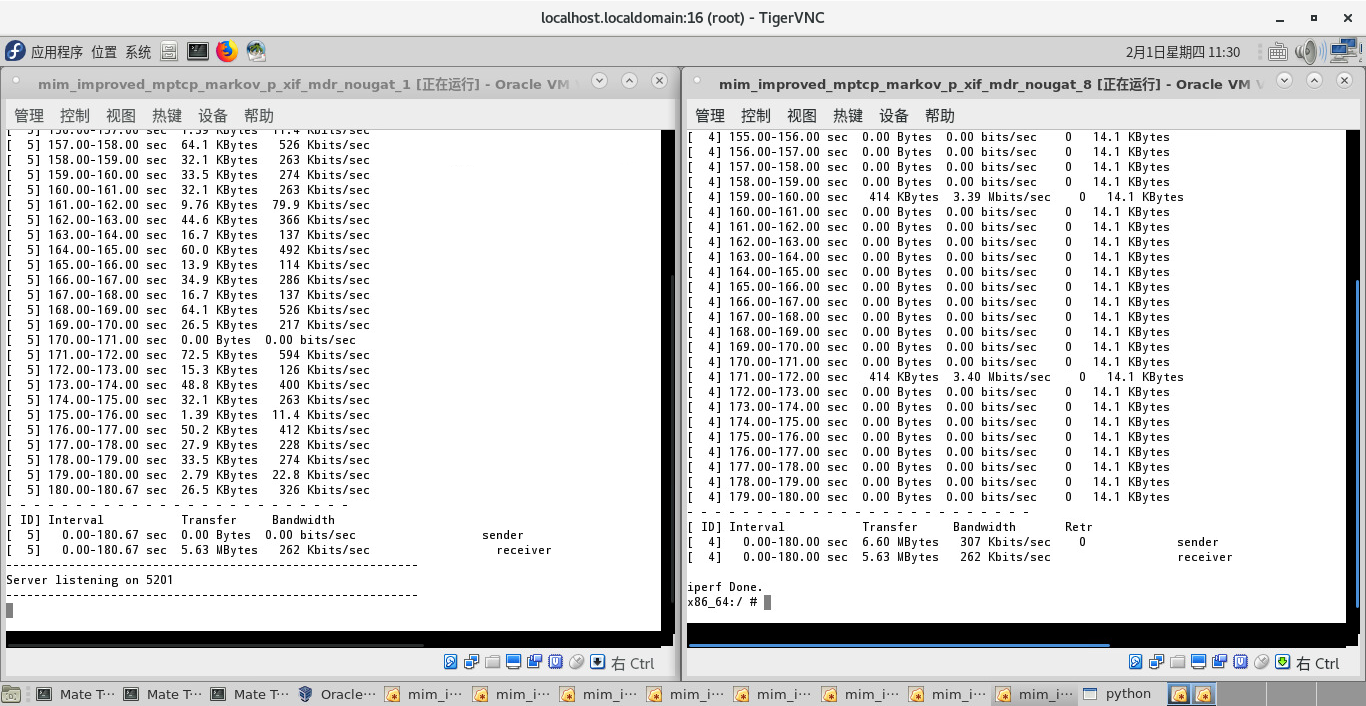 localhost.localdomain:16 (root) - TigerVNC
应用程序 位置 系统
2月1日星期四 11:30
mim_improved_mptcp_markov_p_xif_mdr_nougat_1 [正在运行] - Oracle VM
管理 控制 视图 热键 设备 帮助
[  5] 156.00-157.00 sec  1.39 KBytes  11.4 Kbits/sec
[  5] 157.00-158.00 sec  64.1 KBytes   526 Kbits/sec
[  5] 158.00-159.00 sec  32.1 KBytes   263 Kbits/sec
[  5] 159.00-160.00 sec  33.5 KBytes   274 Kbits/sec
[  5] 160.00-161.00 sec  32.1 KBytes   263 Kbits/sec
[  5] 161.00-162.00 sec  9.76 KBytes  79.9 Kbits/sec
[  5] 162.00-163.00 sec  44.6 KBytes   366 Kbits/sec
[  5] 163.00-164.00 sec  16.7 KBytes   137 Kbits/sec
[  5] 164.00-165.00 sec  60.0 KBytes   492 Kbits/sec
[  5] 165.00-166.00 sec  13.9 KBytes   114 Kbits/sec
[  5] 166.00-167.00 sec  34.9 KBytes   286 Kbits/sec
[  5] 167.00-168.00 sec  16.7 KBytes   137 Kbits/sec
[  5] 168.00-169.00 sec  64.1 KBytes   526 Kbits/sec
[  5] 169.00-170.00 sec  26.5 KBytes   217 Kbits/sec
[  5] 170.00-171.00 sec  0.00 Bytes  0.00 bits/sec
[  5] 171.00-172.00 sec  72.5 KBytes   594 Kbits/sec
[  5] 172.00-173.00 sec  15.3 KBytes   126 Kbits/sec
[  5] 173.00-174.00 sec  48.8 KBytes   400 Kbits/sec
[  5] 174.00-175.00 sec  32.1 KBytes   263 Kbits/sec
[  5] 175.00-176.00 sec  1.39 KBytes  11.4 Kbits/sec
[  5] 176.00-177.00 sec  50.2 KBytes   412 Kbits/sec
[  5] 177.00-178.00 sec  27.9 KBytes   228 Kbits/sec
[  5] 178.00-179.00 sec  33.5 KBytes   274 Kbits/sec
[  5] 179.00-180.00 sec  2.79 KBytes  22.8 Kbits/sec
[  5] 180.00-180.67 sec  26.5 KBytes   326 Kbits/sec
- - - - - - - - - - - - - - - - - - - - - - - - -
[ ID] Interval           Transfer     Bandwidth
[  5]   0.00-180.67 sec  0.00 Bytes  0.00 bits/sec                  sender
[  5]   0.00-180.67 sec  5.63 MBytes   262 Kbits/sec                  receiver
-----------------------------------------------------------
Server listening on 5201
-----------------------------------------------------------
右 Ctrl
mim_improved_mptcp_markov_p_xif_mdr_nougat_8 [正在运行] - Oracle VM
管理 控制 视图 热键 设备 帮助
[  4] 155.00-156.00 sec  0.00 Bytes  0.00 bits/sec    0   14.1 KBytes
[  4] 156.00-157.00 sec  0.00 Bytes  0.00 bits/sec    0   14.1 KBytes
[  4] 157.00-158.00 sec  0.00 Bytes  0.00 bits/sec    0   14.1 KBytes
[  4] 158.00-159.00 sec  0.00 Bytes  0.00 bits/sec    0   14.1 KBytes
[  4] 159.00-160.00 sec   414 KBytes  3.39 Mbits/sec    0   14.1 KBytes
[  4] 160.00-161.00 sec  0.00 Bytes  0.00 bits/sec    0   14.1 KBytes
[  4] 161.00-162.00 sec  0.00 Bytes  0.00 bits/sec    0   14.1 KBytes
[  4] 162.00-163.00 sec  0.00 Bytes  0.00 bits/sec    0   14.1 KBytes
[  4] 163.00-164.00 sec  0.00 Bytes  0.00 bits/sec    0   14.1 KBytes
[  4] 164.00-165.00 sec  0.00 Bytes  0.00 bits/sec    0   14.1 KBytes
[  4] 165.00-166.00 sec  0.00 Bytes  0.00 bits/sec    0   14.1 KBytes
[  4] 166.00-167.00 sec  0.00 Bytes  0.00 bits/sec    0   14.1 KBytes
[  4] 167.00-168.00 sec  0.00 Bytes  0.00 bits/sec    0   14.1 KBytes
[  4] 168.00-169.00 sec  0.00 Bytes  0.00 bits/sec    0   14.1 KBytes
[  4] 169.00-170.00 sec  0.00 Bytes  0.00 bits/sec    0   14.1 KBytes
[  4] 170.00-171.00 sec  0.00 Bytes  0.00 bits/sec    0   14.1 KBytes
[  4] 171.00-172.00 sec   414 KBytes  3.40 Mbits/sec    0   14.1 KBytes
[  4] 172.00-173.00 sec  0.00 Bytes  0.00 bits/sec    0   14.1 KBytes
[  4] 173.00-174.00 sec  0.00 Bytes  0.00 bits/sec    0   14.1 KBytes
[  4] 174.00-175.00 sec  0.00 Bytes  0.00 bits/sec    0   14.1 KBytes
[  4] 175.00-176.00 sec  0.00 Bytes  0.00 bits/sec    0   14.1 KBytes
[  4] 176.00-177.00 sec  0.00 Bytes  0.00 bits/sec    0   14.1 KBytes
[  4] 177.00-178.00 sec  0.00 Bytes  0.00 bits/sec    0   14.1 KBytes
[  4] 178.00-179.00 sec  0.00 Bytes  0.00 bits/sec    0   14.1 KBytes
[  4] 179.00-180.00 sec  0.00 Bytes  0.00 bits/sec    0   14.1 KBytes
- - - - - - - - - - - - - - - - - - - - - - - - -
[ ID] Interval           Transfer     Bandwidth       Retr
[  4]   0.00-180.00 sec  6.60 MBytes   307 Kbits/sec    0             sender
[  4]   0.00-180.00 sec  5.63 MBytes   262 Kbits/sec                  receiver
iperf Done.
x86_64:/ #
右 Ctrl
Mate T··· Mate T··· Mate T··· Oracle··· mim_i··· mim_i··· mim_i··· mim_i··· mim_i··· mim_i··· mim_i··· mim_i··· python